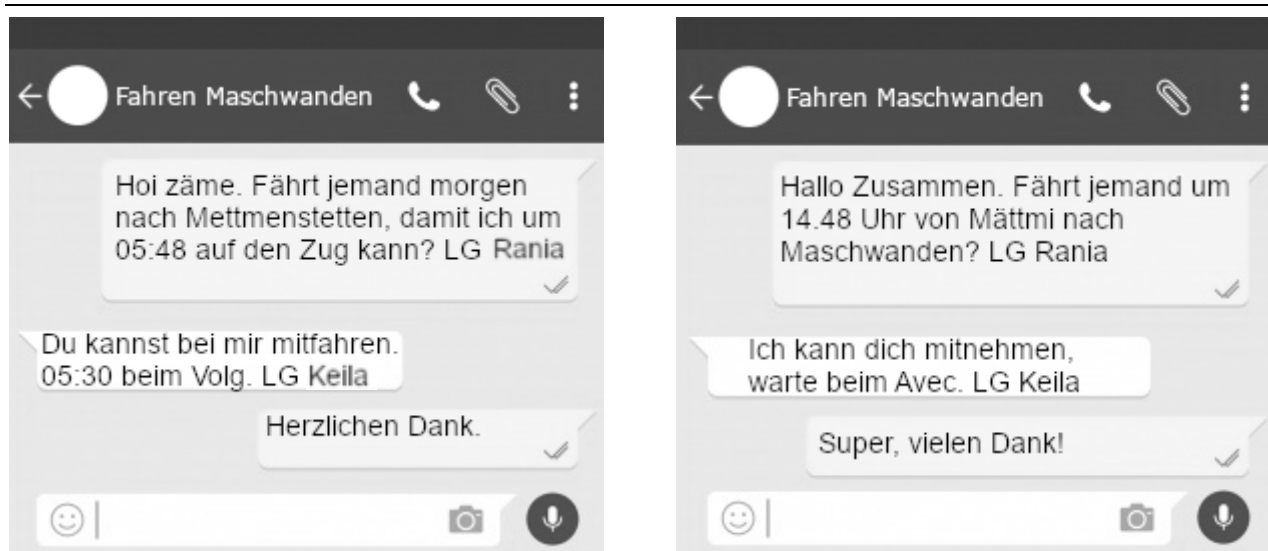 Fahren Maschwanden
Hoi zäme. Fährt jemand morgen
nach Mettmenstetten, damit ich um
05:48 auf den Zug kann? LG Rania
Du kannst bei mir mitfahren.
05:30 beim Volg. LG Keila
Herzlichen Dank.
Fahren Maschwanden
Hallo Zusammen. Fährt jemand um
14.48 Uhr von Mättmi nach
Maschwanden? LG Rania
Ich kann dich mitnehmen,
warte beim Avec. LG Keila
Super, vielen Dank!